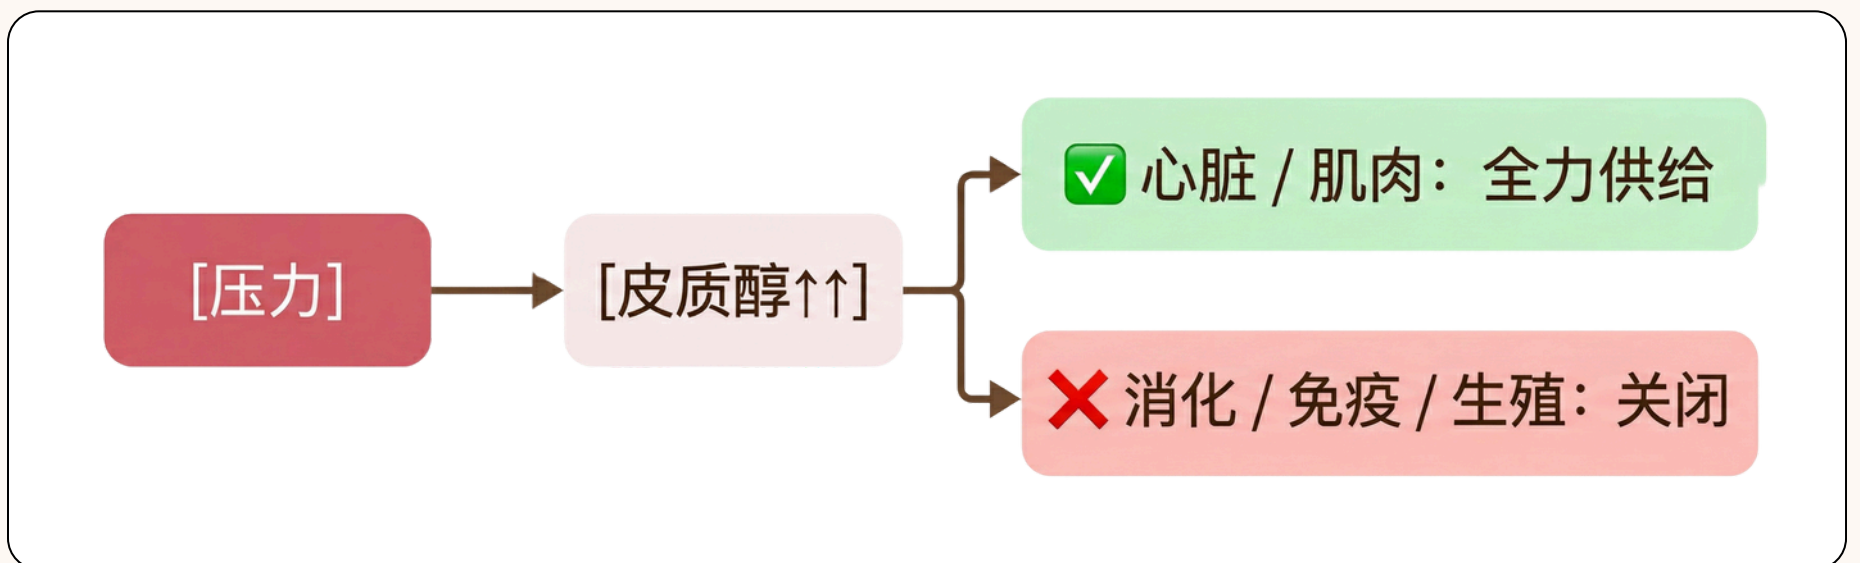 [压力]
[皮质醇↑↑]
✅ 心脏 / 肌肉：全力供给
❌ 消化 / 免疫 / 生殖：关闭